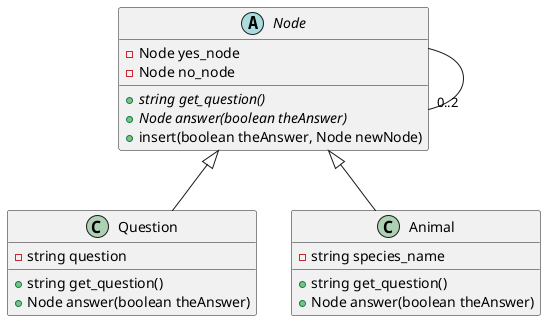 A Node
Node yes_node
Node no_node
string get_question()
Node answer(boolean theAnswer)
insert(boolean theAnswer, Node newNode)
0..2
C Question
string question
string get_question()
Node answer(boolean theAnswer)
C Animal
string species_name
string get_question()
Node answer(boolean theAnswer)